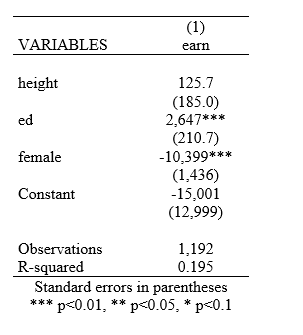 (1)
VARIABLES earn
height 125.7
(185.0)
ed 2,647***
(210.7)
female -10,399***
(1,436)
Constant -15,001
(12,999)
Observations 1,192
R-squared 0.195
Standard errors in parentheses
*** p<0.01, ** p<0.05, * p<0.1